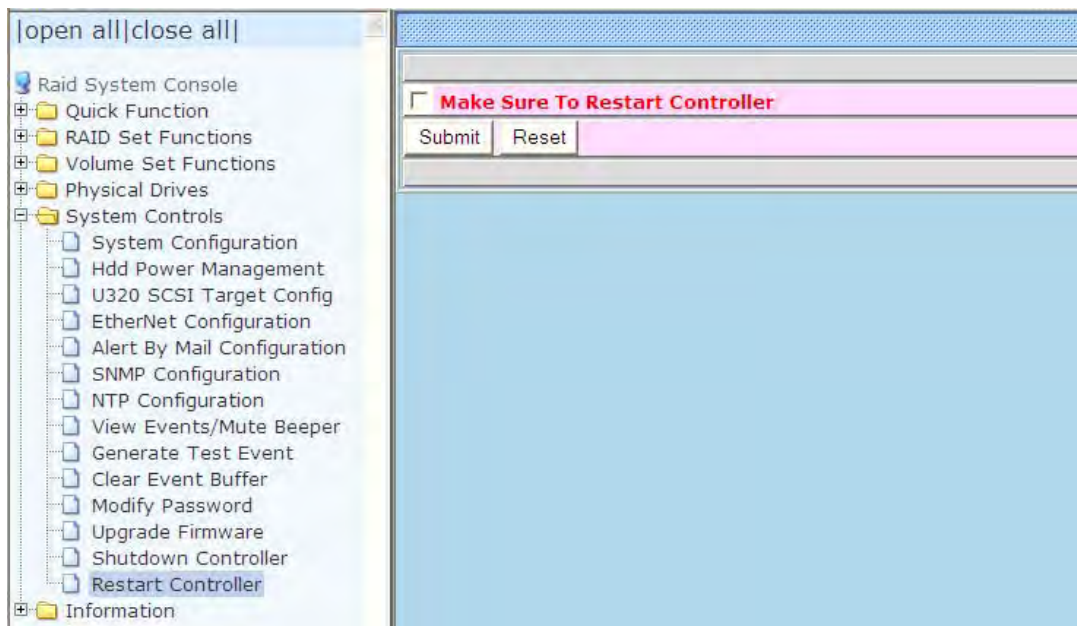 |open all|close all|
Raid System Console
Quick Function
RAID Set Functions
Volume Set Functions
Physical Drives
System Controls
System Configuration
Hdd Power Management
U320 SCSI Target Config
EtherNet Configuration
Alert By Mail Configuration
SNMP Configuration
NTP Configuration
View Events/Mute Beeper
Generate Test Event
Clear Event Buffer
Modify Password
Upgrade Firmware
Shutdown Controller
Restart Controller
Information
Make Sure To Restart Controller
Submit Reset